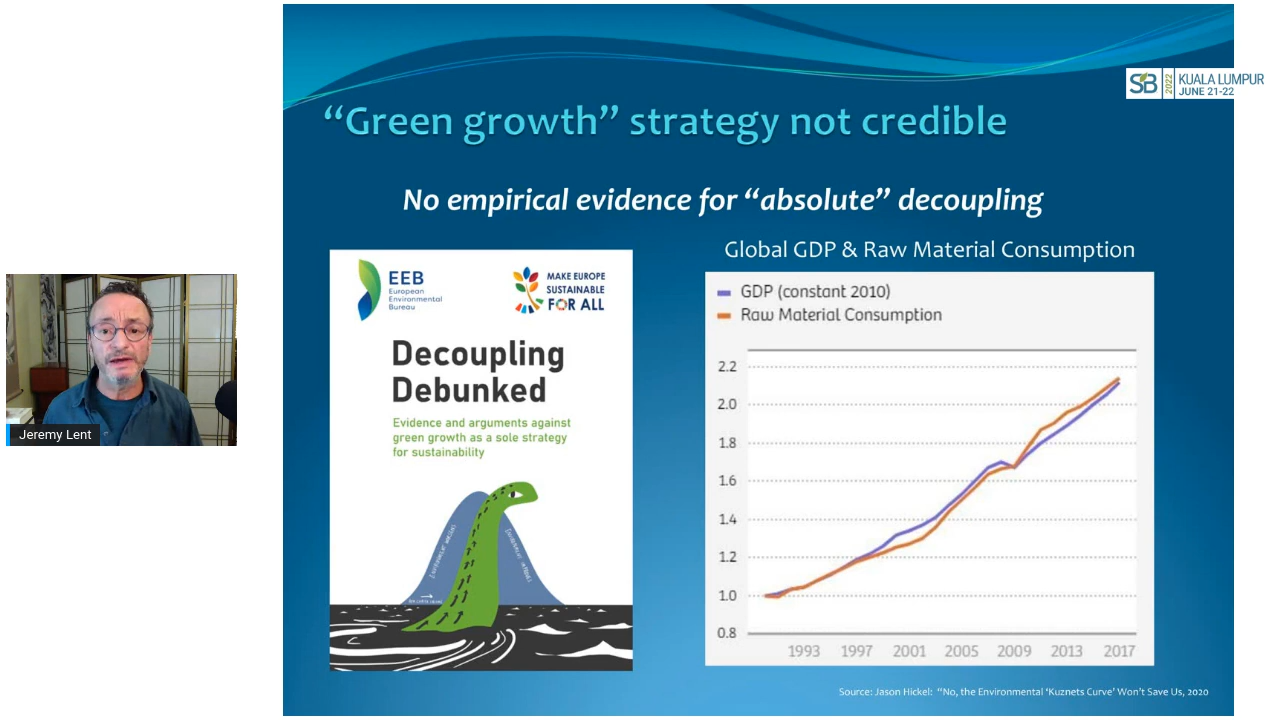 SB
2022
KUALA LUMPUR
JUNE 21-22
“Green growth” strategy not credible
No empirical evidence for “absolute” decoupling
Global GDP & Raw Material Consumption
EEB
European
Environmental
Bureau
MAKE EUROPE
SUSTAINABLE
FOR ALL
Decoupling
Debunked
Evidence and arguments against
green growth as a sole strategy
for sustainability
GDP (constant 2010)
Raw Material Consumption
2.2
2.0
1.8
1.6
1.4
1.2
1.0
0.8
1993 1997 2001 2005 2009 2013 2017
Source: Jason Hickel: “No, the Environmental ‘Kuznets Curve’ Won’t Save Us, 2020
Jeremy Lent